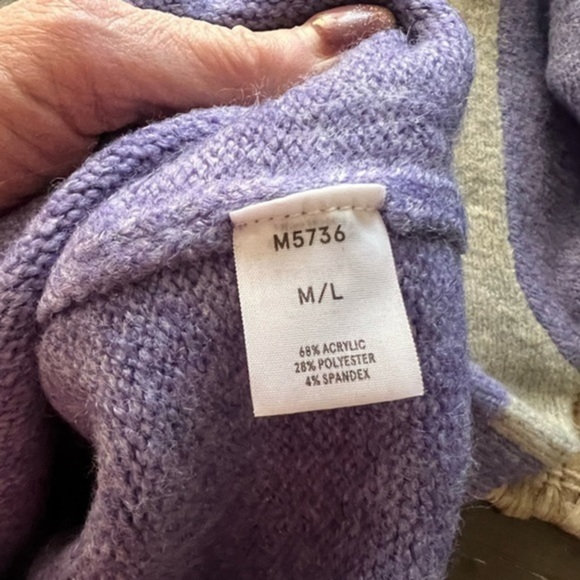 M5736
M/L
68% ACRYLIC
28% POLYESTER
4% SPANDEX